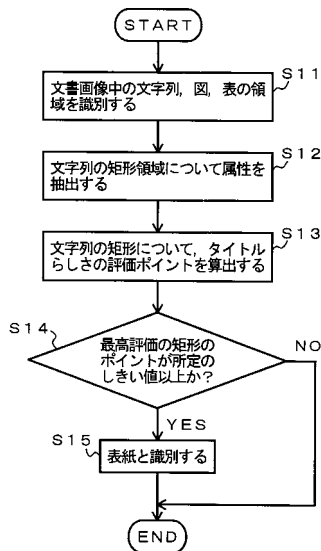 START
S11
文書画像中の文字列，図，表の領
域を識別する
S12
文字列の矩形領域について属性を
抽出する
S13
文字列の矩形について，タイトル
らしさの評価ポイントを算出する
S14
最高評価の矩形の
ポイントが所定の
しきい値以上か？
NO
YES
S15
表紙と識別する
END